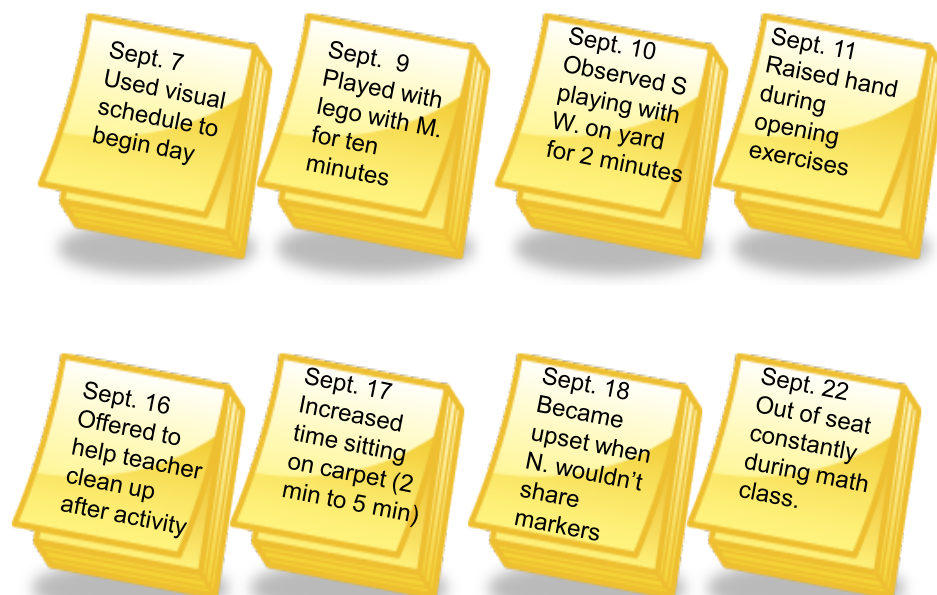 Sept. 7
Used visual
schedule to
begin day
Sept.  9
Played with
lego with M.
for ten
minutes
Sept. 10
Observed S
playing with
W. on yard
for 2 minutes
Sept. 11
Raised hand
during
opening
exercises
Sept. 16
Offered to
help teacher
clean up
after activity
Sept. 17
Increased
time sitting
on carpet (2
min to 5 min)
Sept. 18
Became
upset when
N. wouldn't
share
markers
Sept. 22
Out of seat
constantly
during math
class.